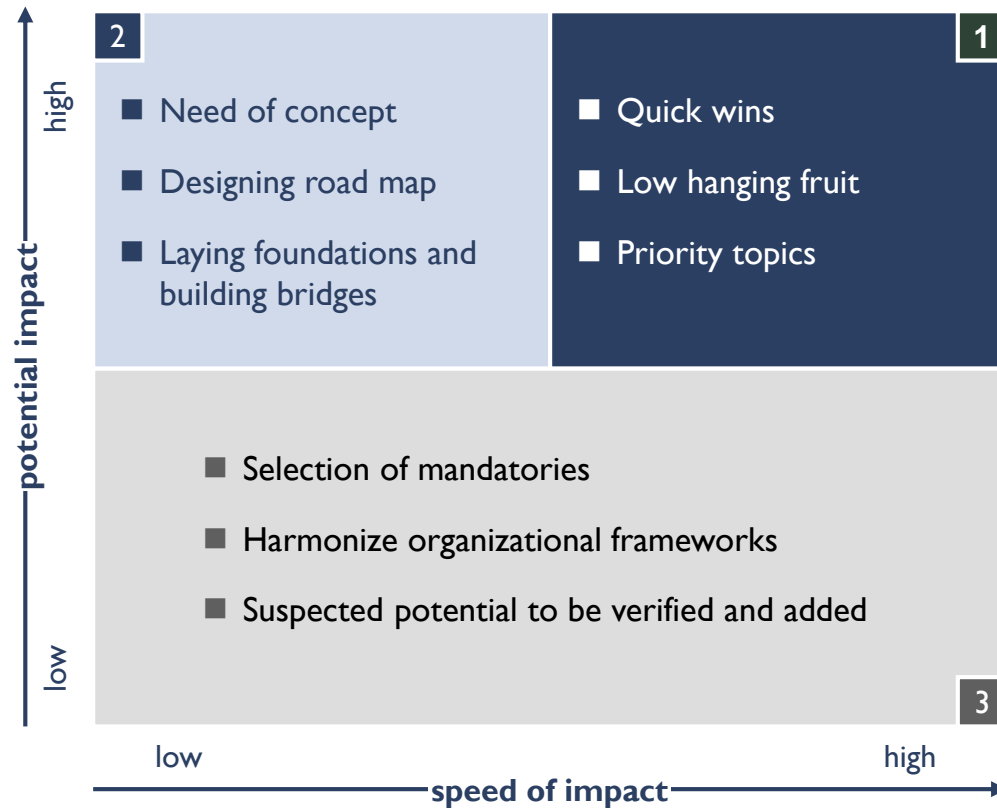 2
1
high
Need of concept
Designing road map
Laying foundations and
building bridges
Quick wins
Low hanging fruit
Priority topics
potential impact
Selection of mandatories
Harmonize organizational frameworks
Suspected potential to be verified and added
low
3
low
high
speed of impact